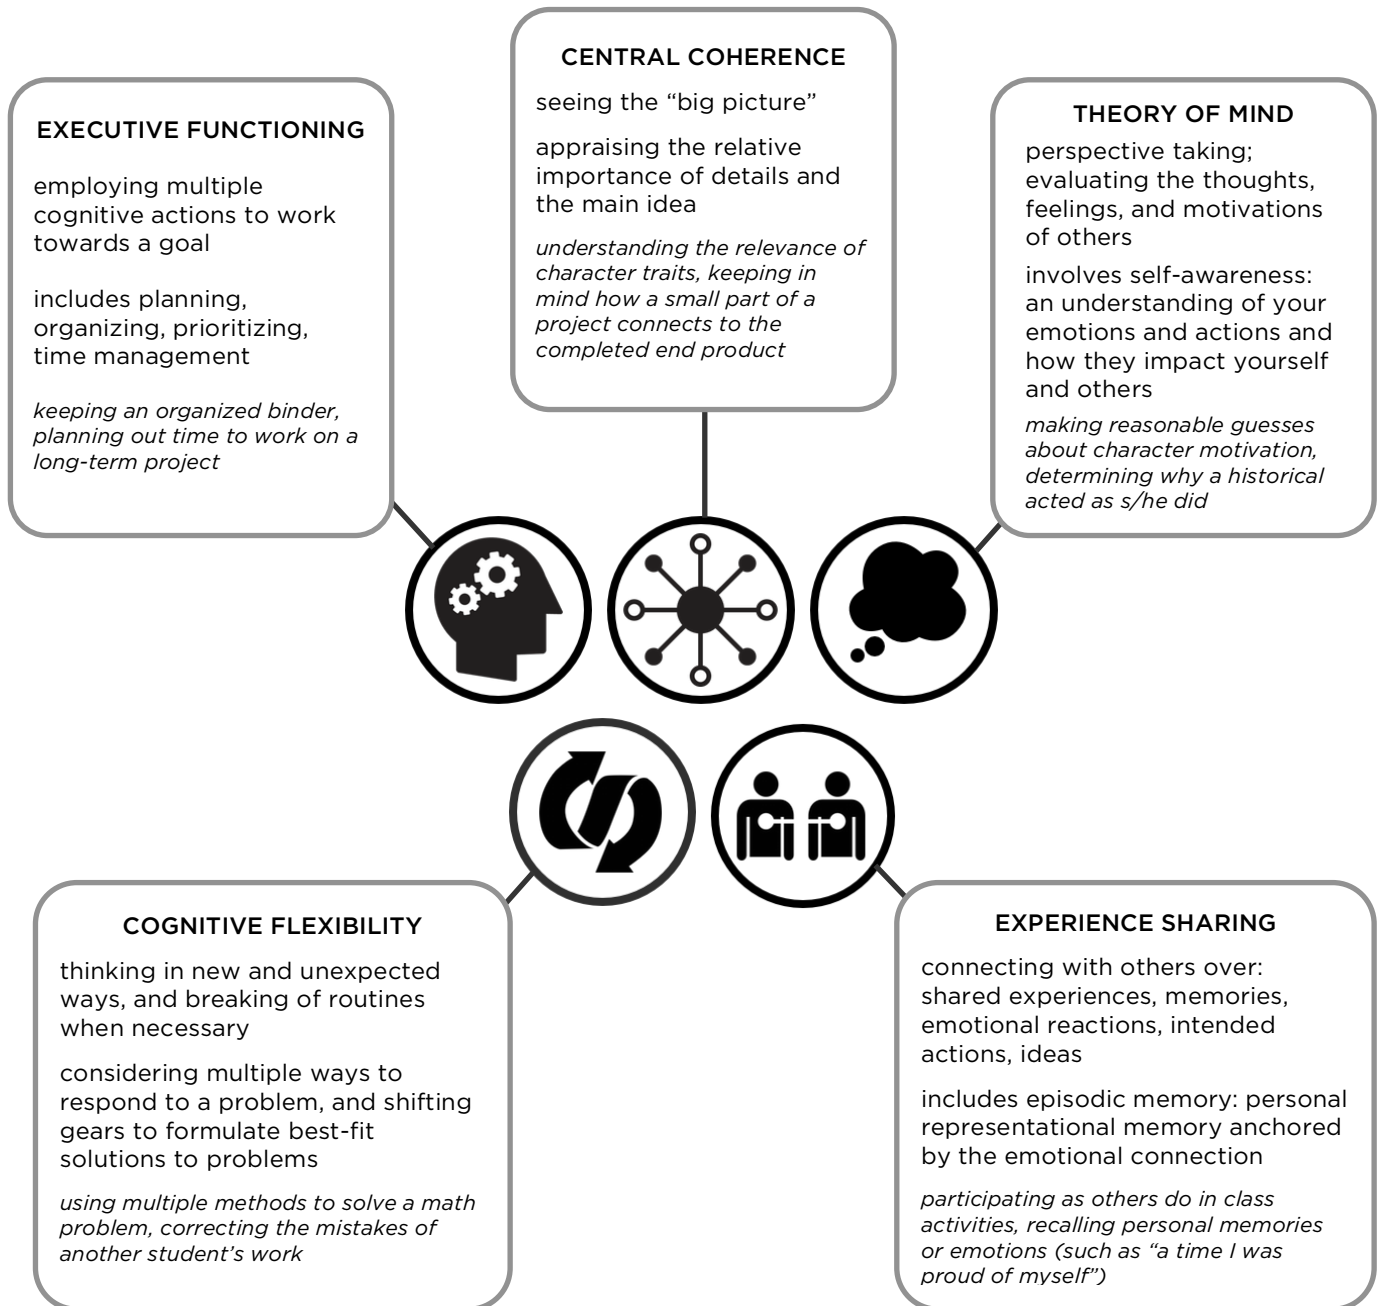 EXECUTIVE FUNCTIONING
employing multiple
cognitive actions to work
towards a goal
includes planning,
organizing, prioritizing,
time management
keeping an organized binder,
planning out time to work on a
long-term project
CENTRAL COHERENCE
seeing the “big picture”
appraising the relative
importance of details and
the main idea
understanding the relevance of
character traits, keeping in
mind how a small part of a
project connects to the
completed end product
THEORY OF MIND
perspective taking;
evaluating the thoughts,
feelings, and motivations
of others
involves self-awareness:
an understanding of your
emotions and actions and
how they impact yourself
and others
making reasonable guesses
about character motivation,
determining why a historical
acted as s/he did
COGNITIVE FLEXIBILITY
thinking in new and unexpected
ways, and breaking of routines
when necessary
considering multiple ways to
respond to a problem, and shifting
gears to formulate best-fit
solutions to problems
using multiple methods to solve a math
problem, correcting the mistakes of
another student’s work
EXPERIENCE SHARING
connecting with others over:
shared experiences, memories,
emotional reactions, intended
actions, ideas
includes episodic memory: personal
representational memory anchored
by the emotional connection
participating as others do in class
activities, recalling personal memories
or emotions (such as “a time I was
proud of myself”)